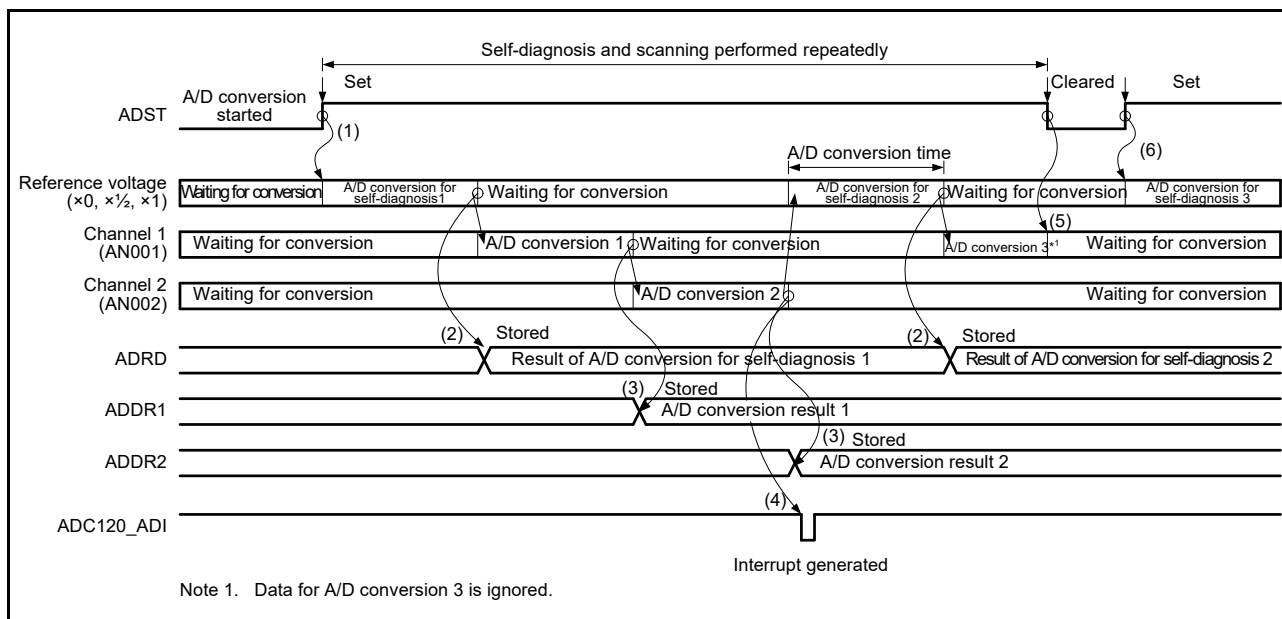 Self-diagnosis and scanning performed repeatedly
Set
Cleared
Set
A/D conversion
started
ADST
(1)
(6)
A/D conversion time
Reference voltage
(×0, ×½, ×1)
Waiting for conversion
A/D conversion for
self-diagnosis1
Waiting for conversion
A/D conversion for
self-diagnosis 2
Waiting for conversion
A/D conversion for
self-diagnosis 3
(5)
Channel 1
(AN001)
Waiting for conversion
A/D conversion 1
Waiting for conversion
A/D conversion 3*1
Waiting for conversion
Channel 2
(AN002)
Waiting for conversion
A/D conversion 2
Waiting for conversion
ADRD
(2)
Stored
Result of A/D conversion for self-diagnosis 1
(2)
Stored
Result of A/D conversion for self-diagnosis 2
ADDR1
(3)
Stored
A/D conversion result 1
ADDR2
(3)
Stored
A/D conversion result 2
ADC120_ADI
(4)
Interrupt generated
Note 1. Data for A/D conversion 3 is ignored.